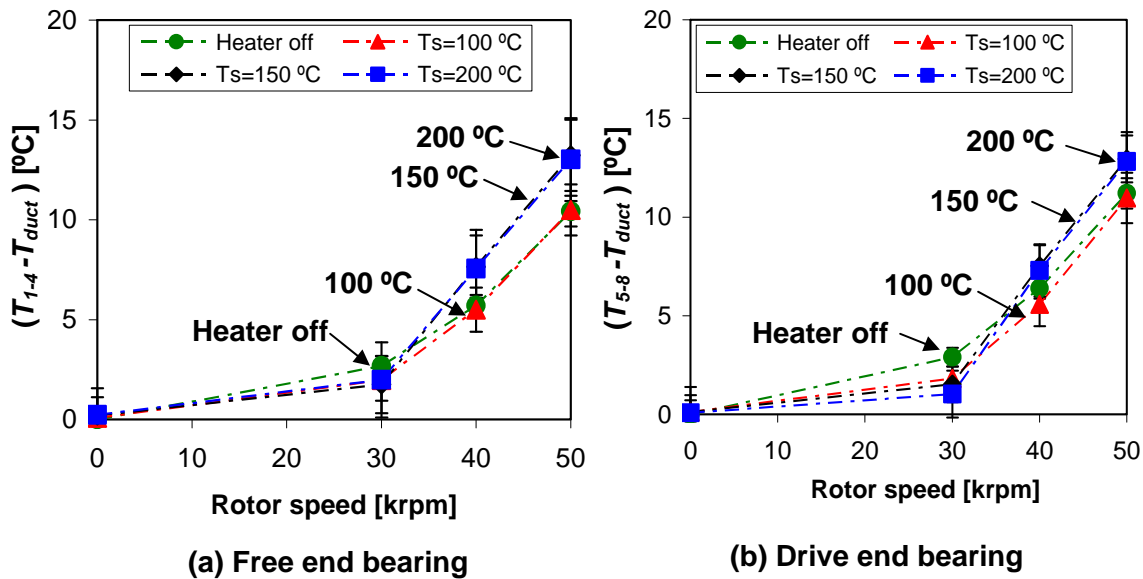 20
15
10
5
0
(T1-4-Tduct ) [ºC]
Heater off
Ts=100 ºC
Ts=150 ºC
Ts=200 ºC
200 ºC
150 ºC
100 ºC
Heater off
0 10 20 30 40 50
Rotor speed [krpm]
(a) Free end bearing
20
15
10
5
0
(T5-8-Tduct ) [ºC]
Heater off
Ts=100 ºC
Ts=150 ºC
Ts=200 ºC
200 ºC
150 ºC
100 ºC
Heater off
0 10 20 30 40 50
Rotor speed [krpm]
(b) Drive end bearing